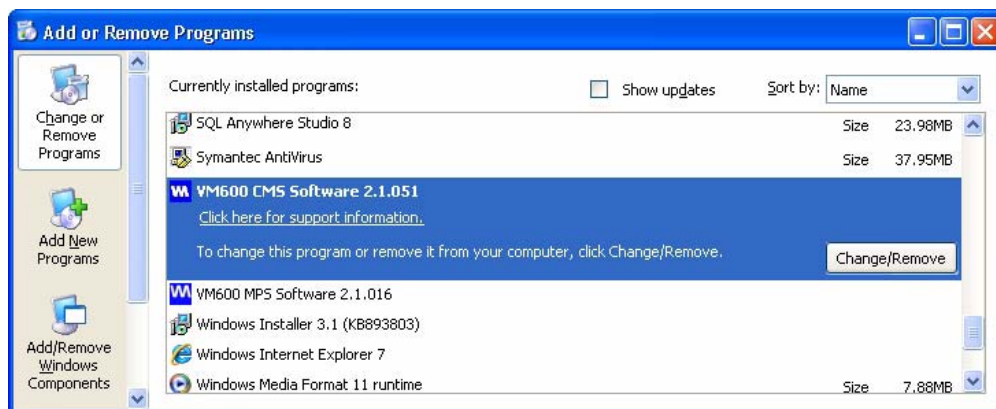 Add or Remove Programs
Change or
Remove
Programs
Add New
Programs
Add/Remove
Windows
Components
Currently installed programs:
Show updates
Sort by: Name
SQL Anywhere Studio 8 Size 23.98MB
Symantec AntiVirus Size 37.95MB
VM600 CMS Software 2.1.051
Click here for support information.
To change this program or remove it from your computer, click Change/Remove.
Change/Remove
VM600 MPS Software 2.1.016
Windows Installer 3.1 (KB893803)
Windows Internet Explorer 7
Windows Media Format 11 runtime Size 7.88MB